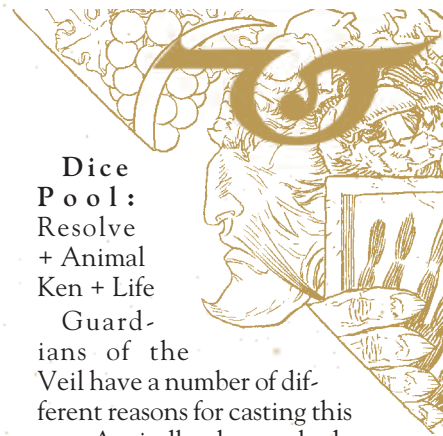 Dice
Pool:
Resolve
+ Animal
Ken + Life
Guard-
ians of the
Veil have a number of dif-
ferent reasons for casting this